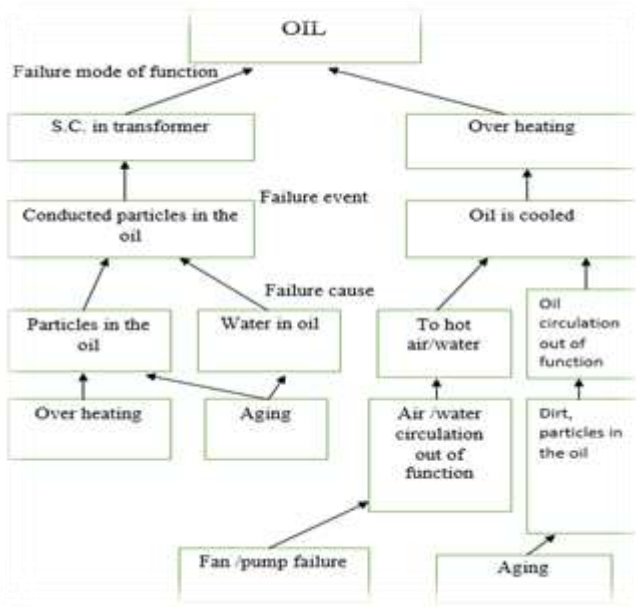 OIL
Failure mode of function
S.C. in transformer
Over heating
Failure event
Conducted particles in the
oil
Oil is cooled
Failure cause
Particles in the
oil
Water in oil
To hot
air/water
Oil
circulation
out of
function
Over heating
Aging
Air /water
circulation
out of
function
Dirt,
particles in
the oil
Fan /pump failure
Aging